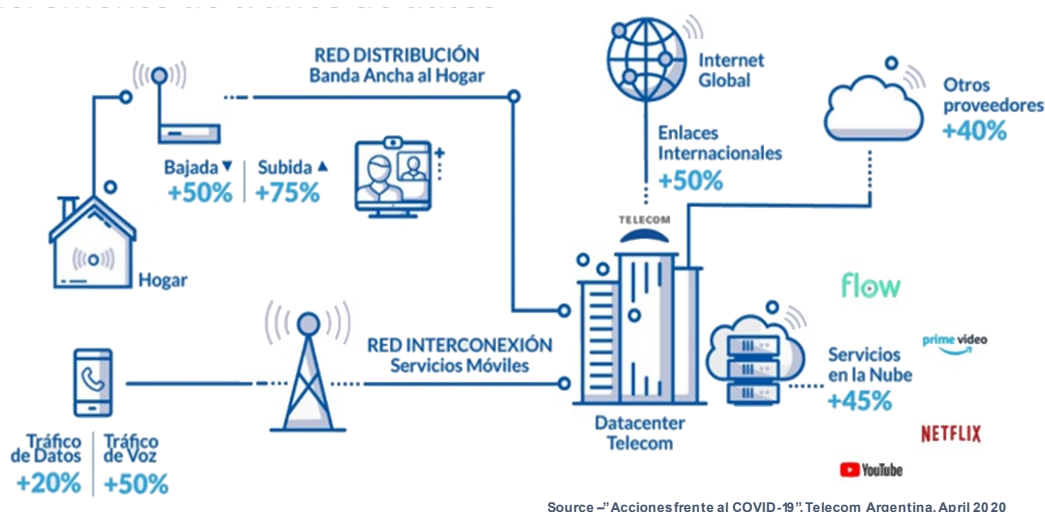 RED DISTRIBUCIÓN
Banda Ancha al Hogar
Internet
Global
Otros
proveedores
+40%
Enlaces
Internacionales
+50%
Bajada ▼
+50%
Subida ▲
+75%
TELECOM
Hogar
flow
RED INTERCONEXIÓN
Servicios Móviles
prime video
Servicios
en la Nube
+45%
Datacenter
Telecom
NETFLIX
Tráfico
de Datos
+20%
Tráfico
de Voz
+50%
YouTube
Source –"Acciones frente al COVID-19". Telecom Argentina. April 2020